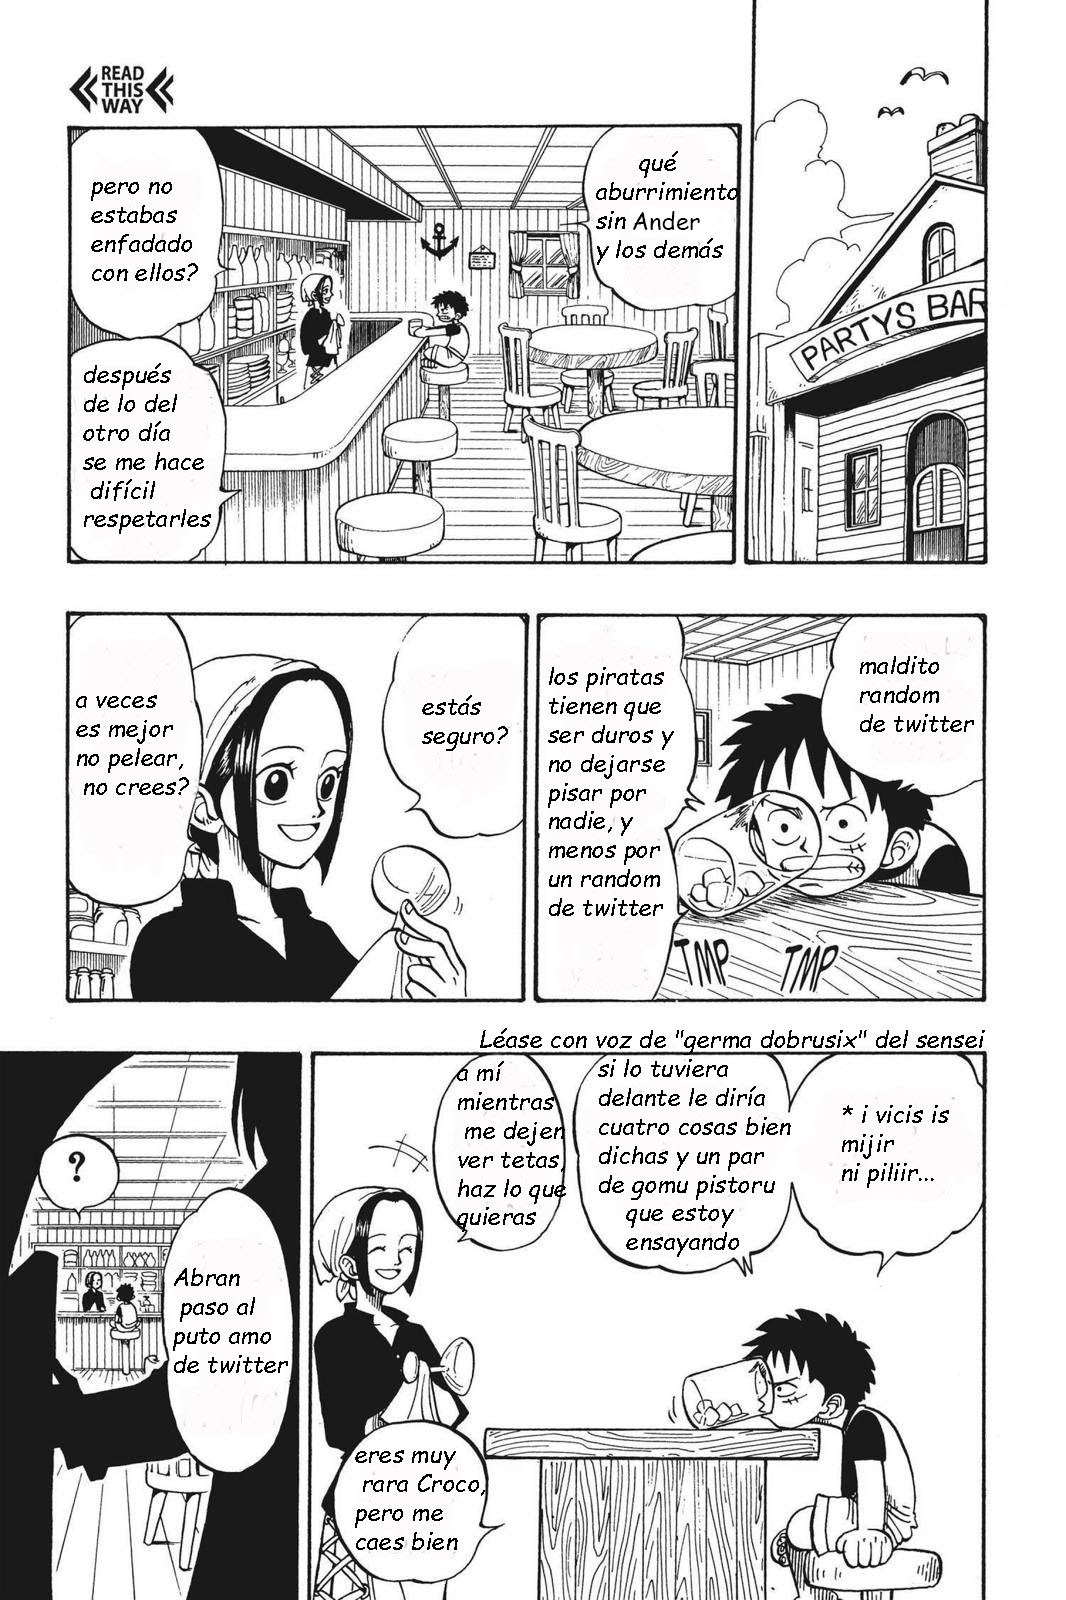 READ
THIS
WAY
PARTYS BAR
qué
aburrimiento
sin Ander
y los demás
pero no
estabas
enfadado
con ellos?
después
de lo del
otro día
se me hace
difícil
respetarles
maldito
random
de twitter
los piratas
tienen que
ser duros y
no dejarse
pisar por
nadie, y
menos por
un random
de twitter
TMP
TMP
estás
seguro?
a veces
es mejor
no pelear,
no crees?
Léase con voz de "germa dobrusix" del sensei
* i vicis is
mijir
ni piliir...
si lo tuviera
delante le diría
cuatro cosas bien
dichas y un par
de gomu pistoru
que estoy
ensayando
a mí
mientras
me dejen
ver tetas,
haz lo que
quieras
eres muy
rara Croco,
pero me
caes bien
?
Abran
paso al
puto amo
de twitter